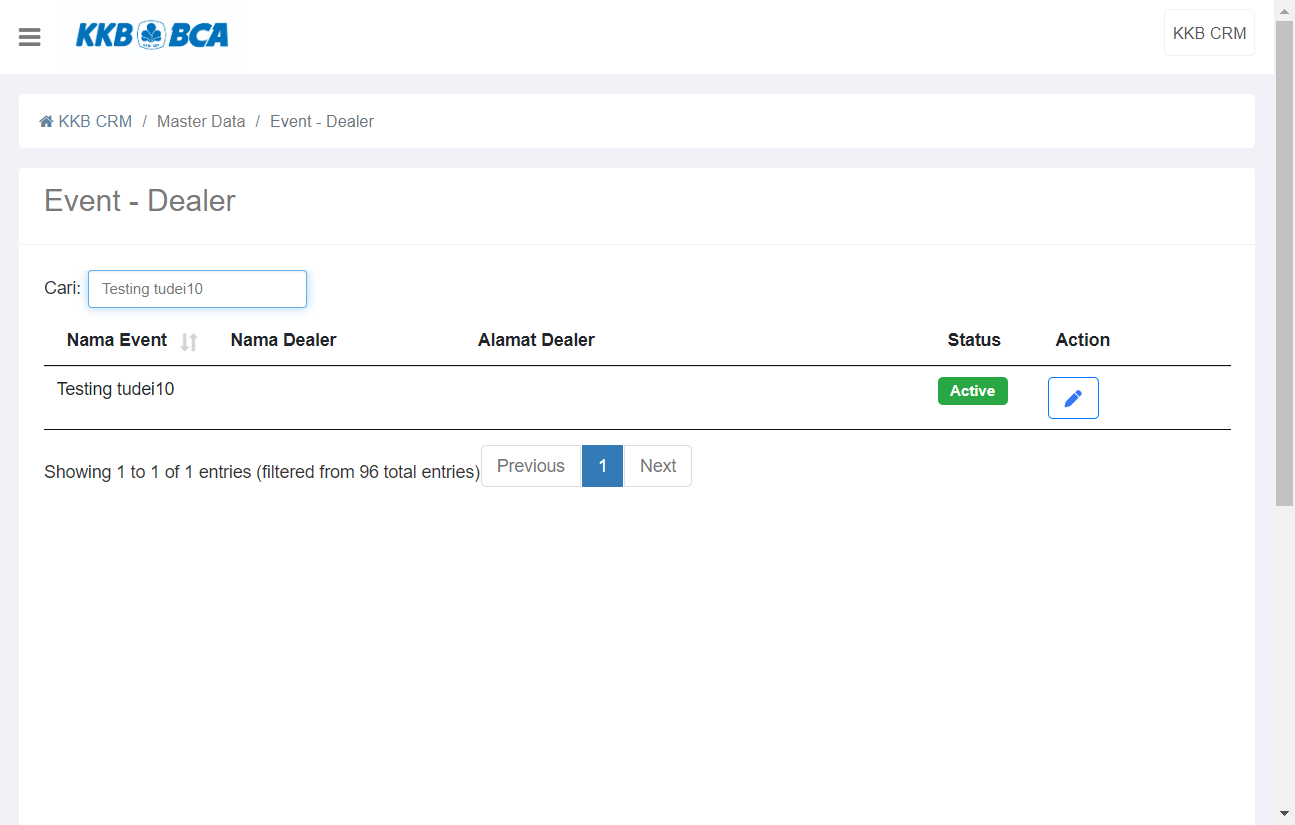 KKB BCA
KKB CRM
KKB CRM / Master Data / Event - Dealer
Event - Dealer
Cari: Testing tudei10
Nama Event Nama Dealer Alamat Dealer Status Action
Testing tudei10 Active
Showing 1 to 1 of 1 entries (filtered from 96 total entries) Previous 1 Next